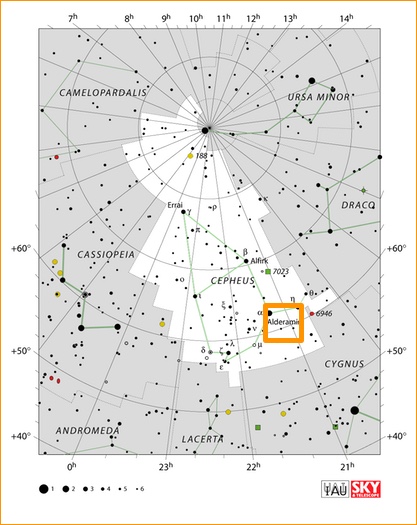 7h 8h 9h 10h 11h 12h 13h 14h
CAMELOPARDALIS
URSA MINOR
188
DRACO
κ
Errai γ ρ
π
β
Alfirk
+60° CASSIOPEIA +60°
7023
ο
CEPHEUS
ι
η θ
ξ
α
6946
Alderamin
ν
+50° δ ζ λ ο μ +50°
ε
CYGNUS
+40° ANDROMEDA +40°
LACERTA
0h 23h 22h 21h
1 2 3 4 5 6
IAU SKY
& TELESCOPE